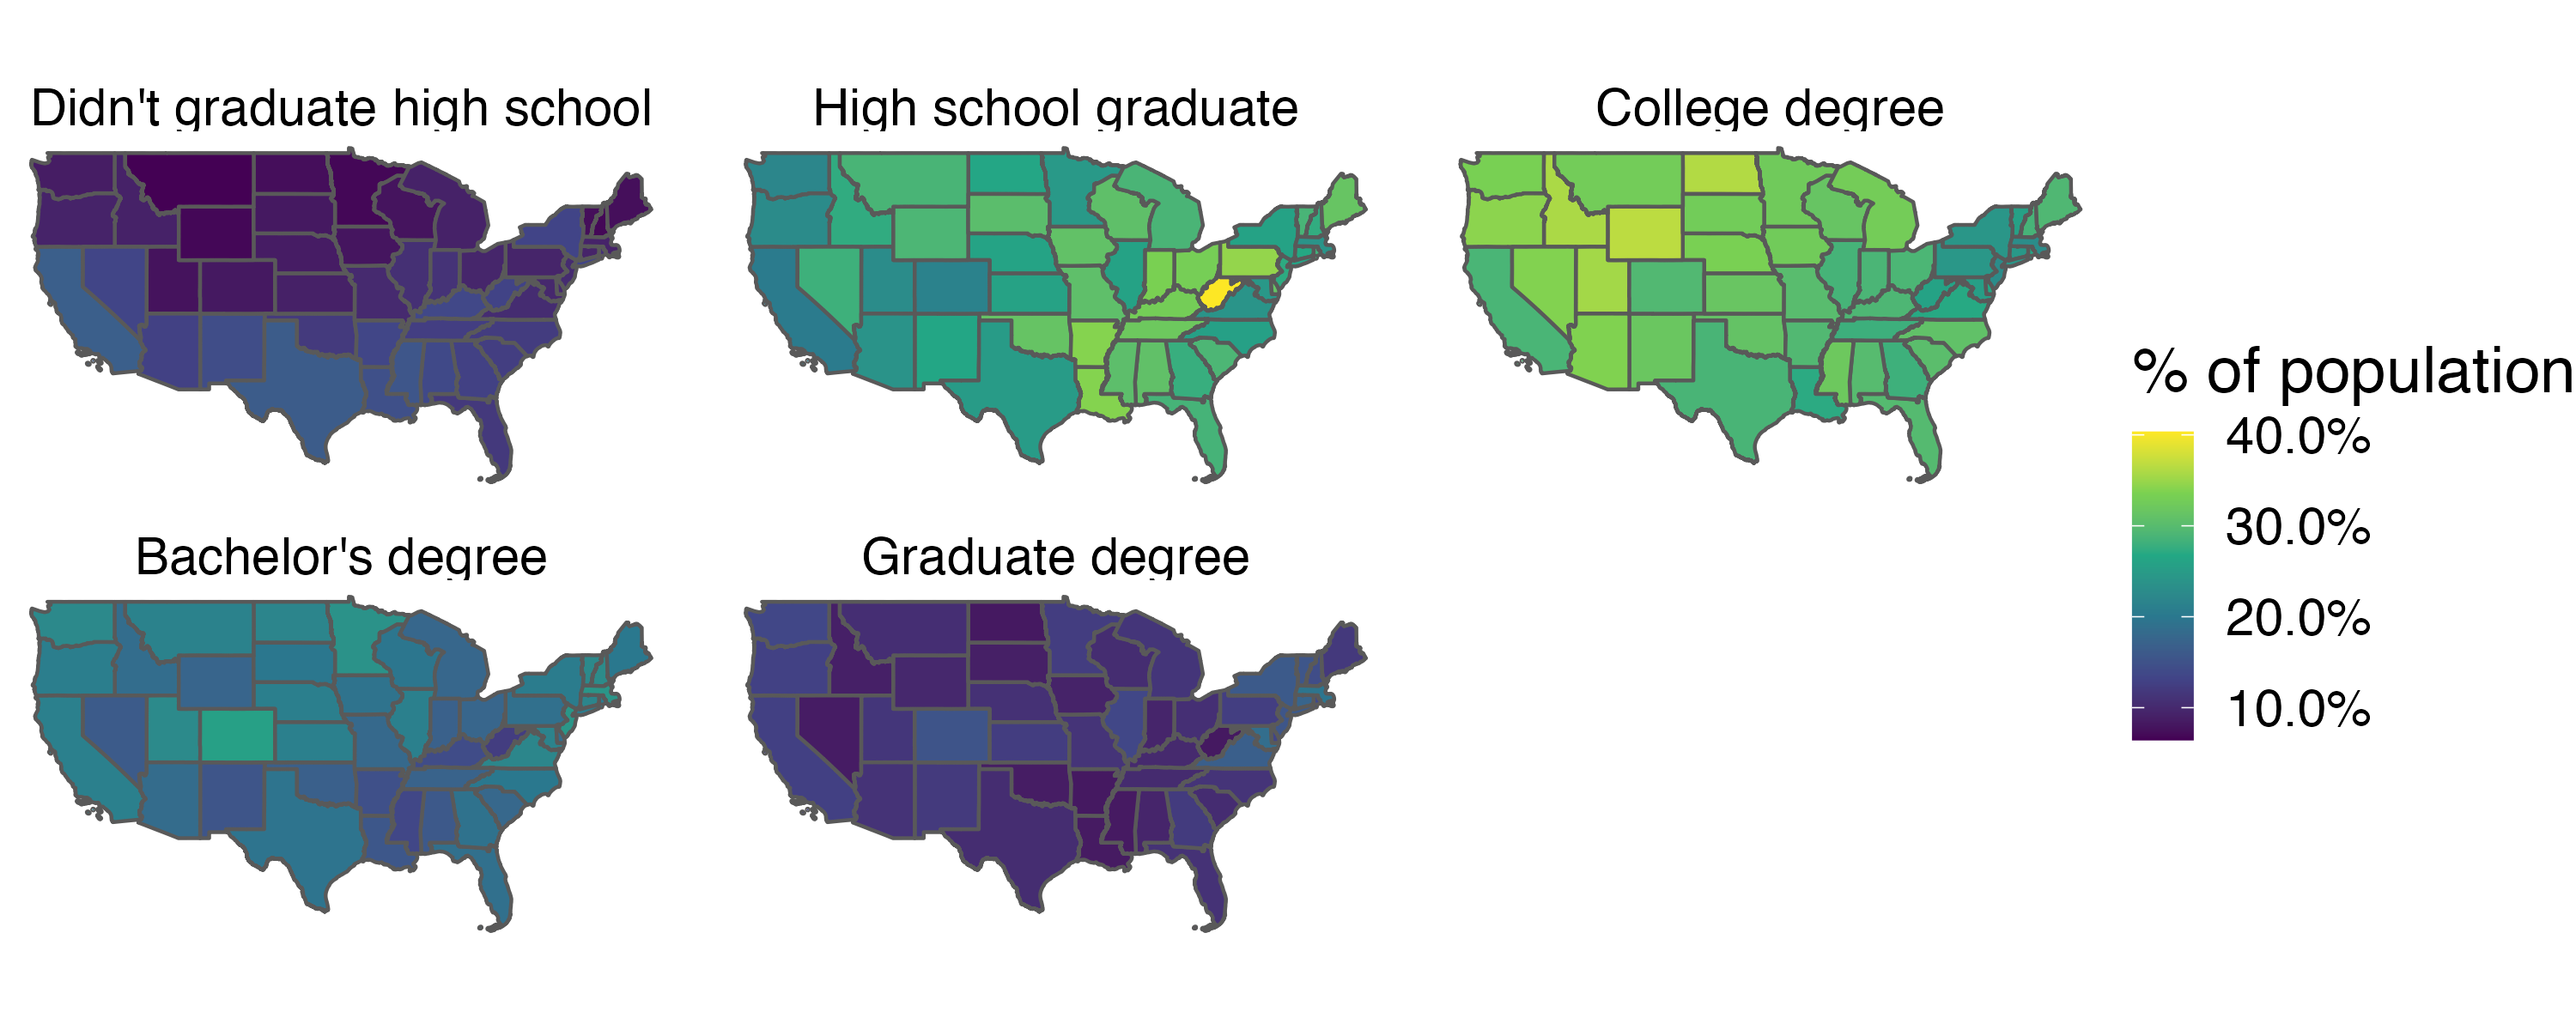 Didn't graduate high school
High school graduate
College degree
Bachelor's degree
Graduate degree
% of population
40.0%
30.0%
20.0%
10.0%